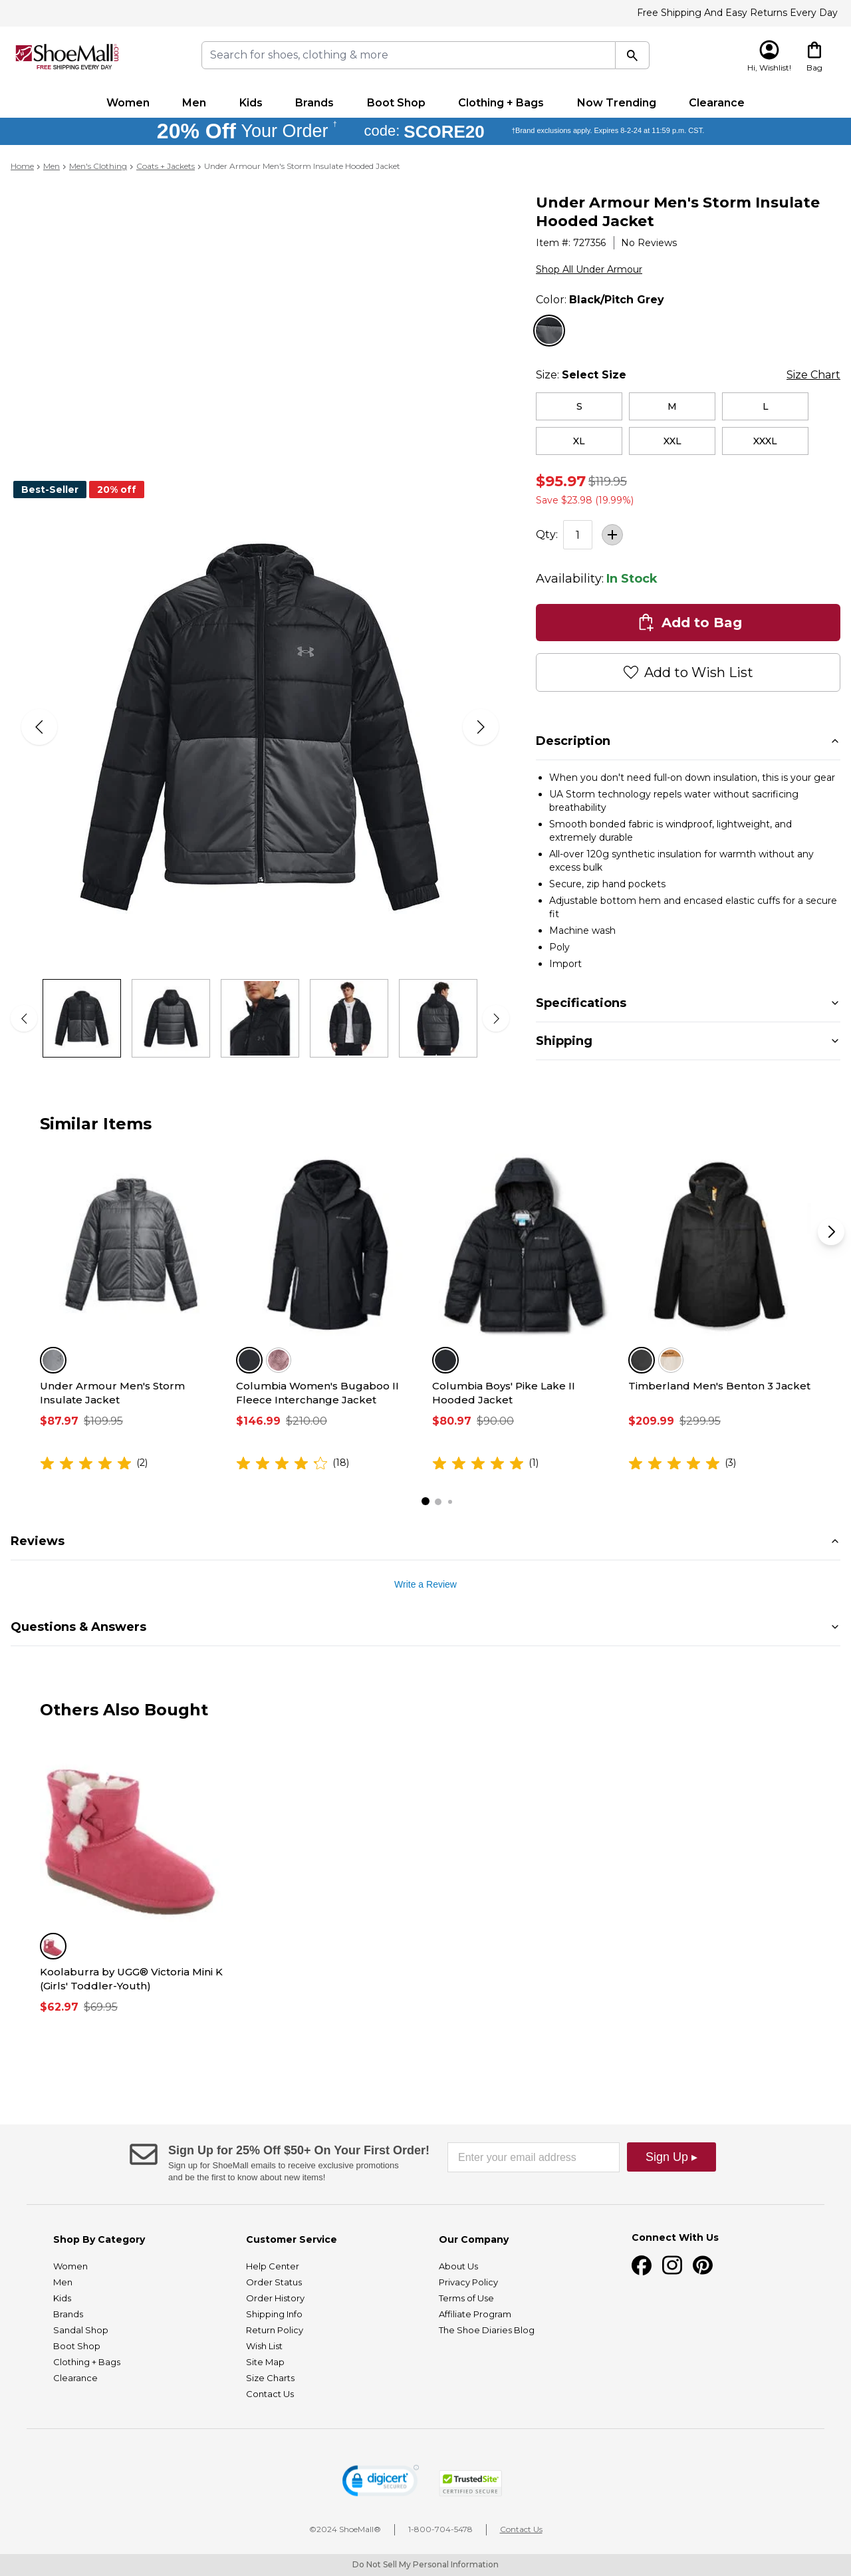 Free Shipping And Easy Returns Every Day
ShoeMall.com
FREE SHIPPING EVERY DAY
Search for shoes, clothing & more
Hi, Wishlist!
Bag
Women Men Kids Brands Boot Shop Clothing + Bags Now Trending Clearance
20% Off Your Order † code: SCORE20 †Brand exclusions apply. Expires 8-2-24 at 11:59 p.m. CST.
Home > Men > Men's Clothing > Coats + Jackets > Under Armour Men's Storm Insulate Hooded Jacket
Best-Seller 20% off
Under Armour Men's Storm Insulate
Hooded Jacket
Item #: 727356 No Reviews
Shop All Under Armour
Color: Black/Pitch Grey
Size: Select Size Size Chart
S M L
XL XXL XXXL
$95.97 $119.95
Save $23.98 (19.99%)
Qty: 1 +
Availability: In Stock
Add to Bag
Add to Wish List
Description
• When you don't need full-on down insulation, this is your gear
• UA Storm technology repels water without sacrificing
breathability
• Smooth bonded fabric is windproof, lightweight, and
extremely durable
• All-over 120g synthetic insulation for warmth without any
excess bulk
• Secure, zip hand pockets
• Adjustable bottom hem and encased elastic cuffs for a secure
fit
• Machine wash
• Poly
• Import
Specifications
Shipping
Similar Items
Under Armour Men's Storm
Insulate Jacket
$87.97 $109.95
(2)
Columbia Women's Bugaboo II
Fleece Interchange Jacket
$146.99 $210.00
(18)
Columbia Boys' Pike Lake II
Hooded Jacket
$80.97 $90.00
(1)
Timberland Men's Benton 3 Jacket
$209.99 $299.95
(3)
Reviews
Write a Review
Questions & Answers
Others Also Bought
Koolaburra by UGG® Victoria Mini K
(Girls' Toddler-Youth)
$62.97 $69.95
Sign Up for 25% Off $50+ On Your First Order!
Sign up for ShoeMall emails to receive exclusive promotions
and be the first to know about new items!
Enter your email address
Sign Up ▸
Shop By Category
Women
Men
Kids
Brands
Sandal Shop
Boot Shop
Clothing + Bags
Clearance
Customer Service
Help Center
Order Status
Order History
Shipping Info
Return Policy
Wish List
Site Map
Size Charts
Contact Us
Our Company
About Us
Privacy Policy
Terms of Use
Affiliate Program
The Shoe Diaries Blog
Connect With Us
digicert
SECURED
TrustedSite
CERTIFIED SECURE
©2024 ShoeMall® 1-800-704-5478 Contact Us
Do Not Sell My Personal Information